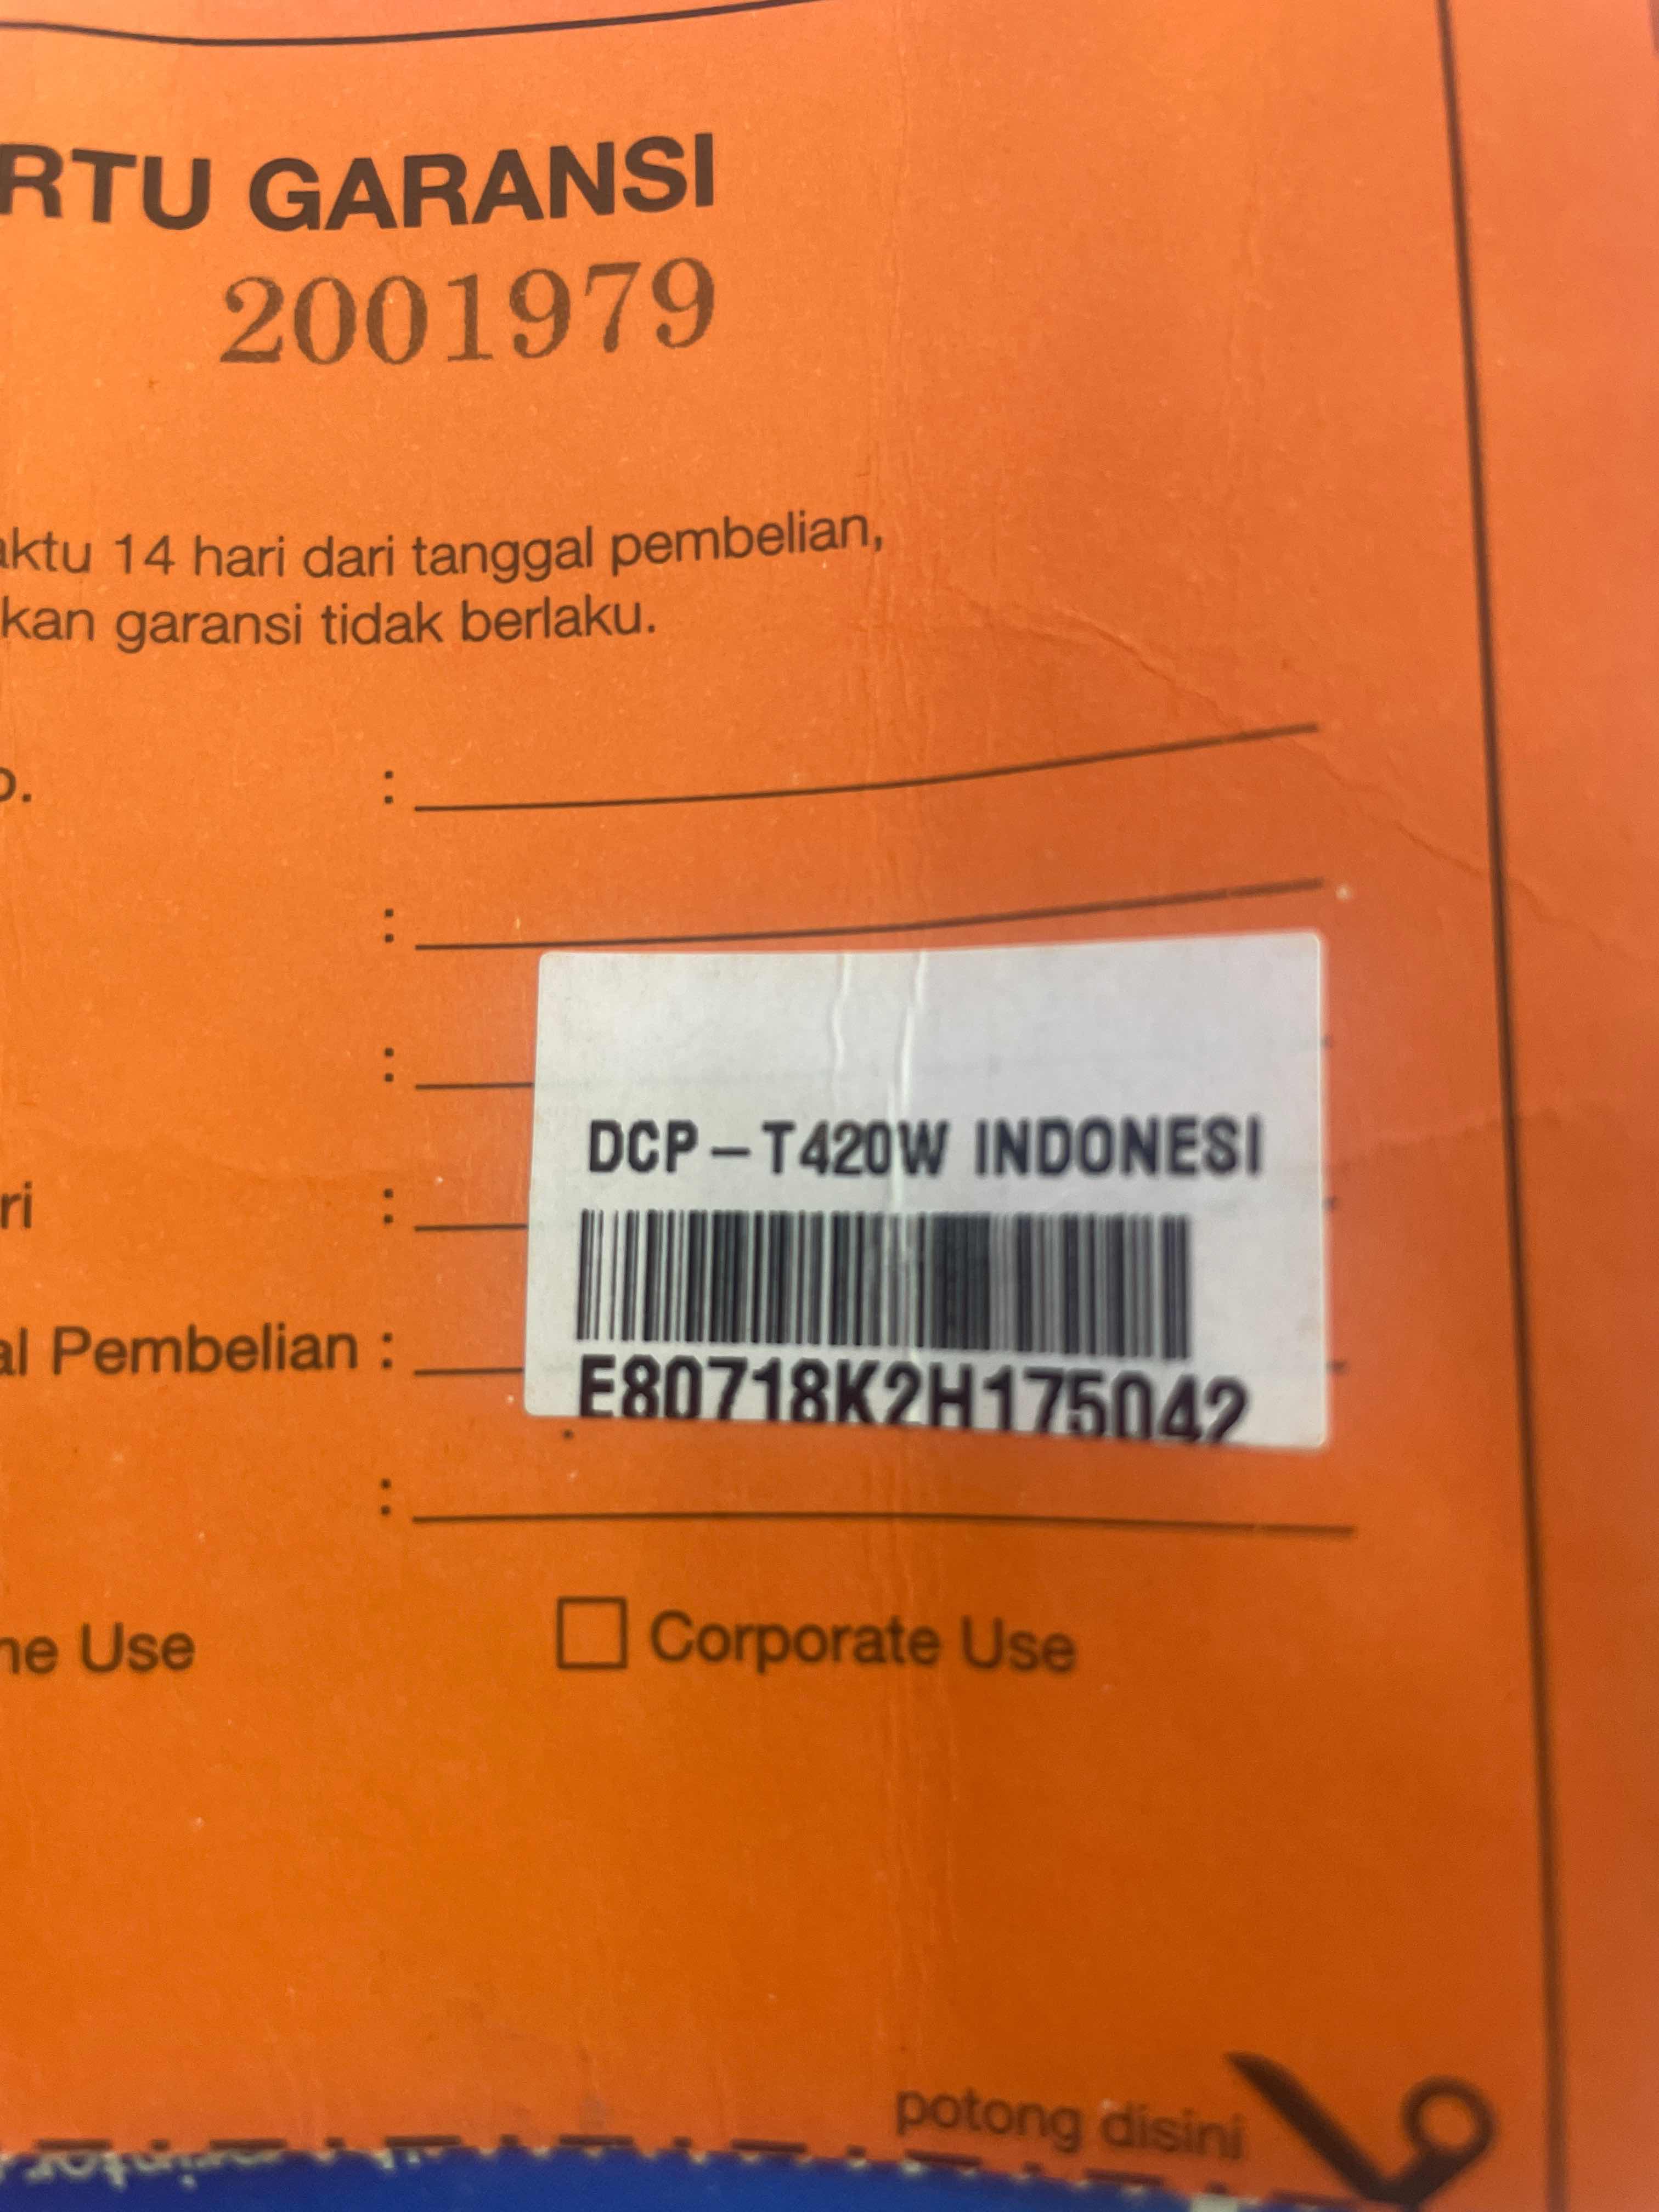 RTU GARANSI
2001979
aktu 14 hari dari tanggal pembelian,
kan garansi tidak berlaku.
o. :
:
:
ri :
al Pembelian :
:
DCP-T420W INDONESI
E80718K2H175042
ne Use
Corporate Use
potong disini